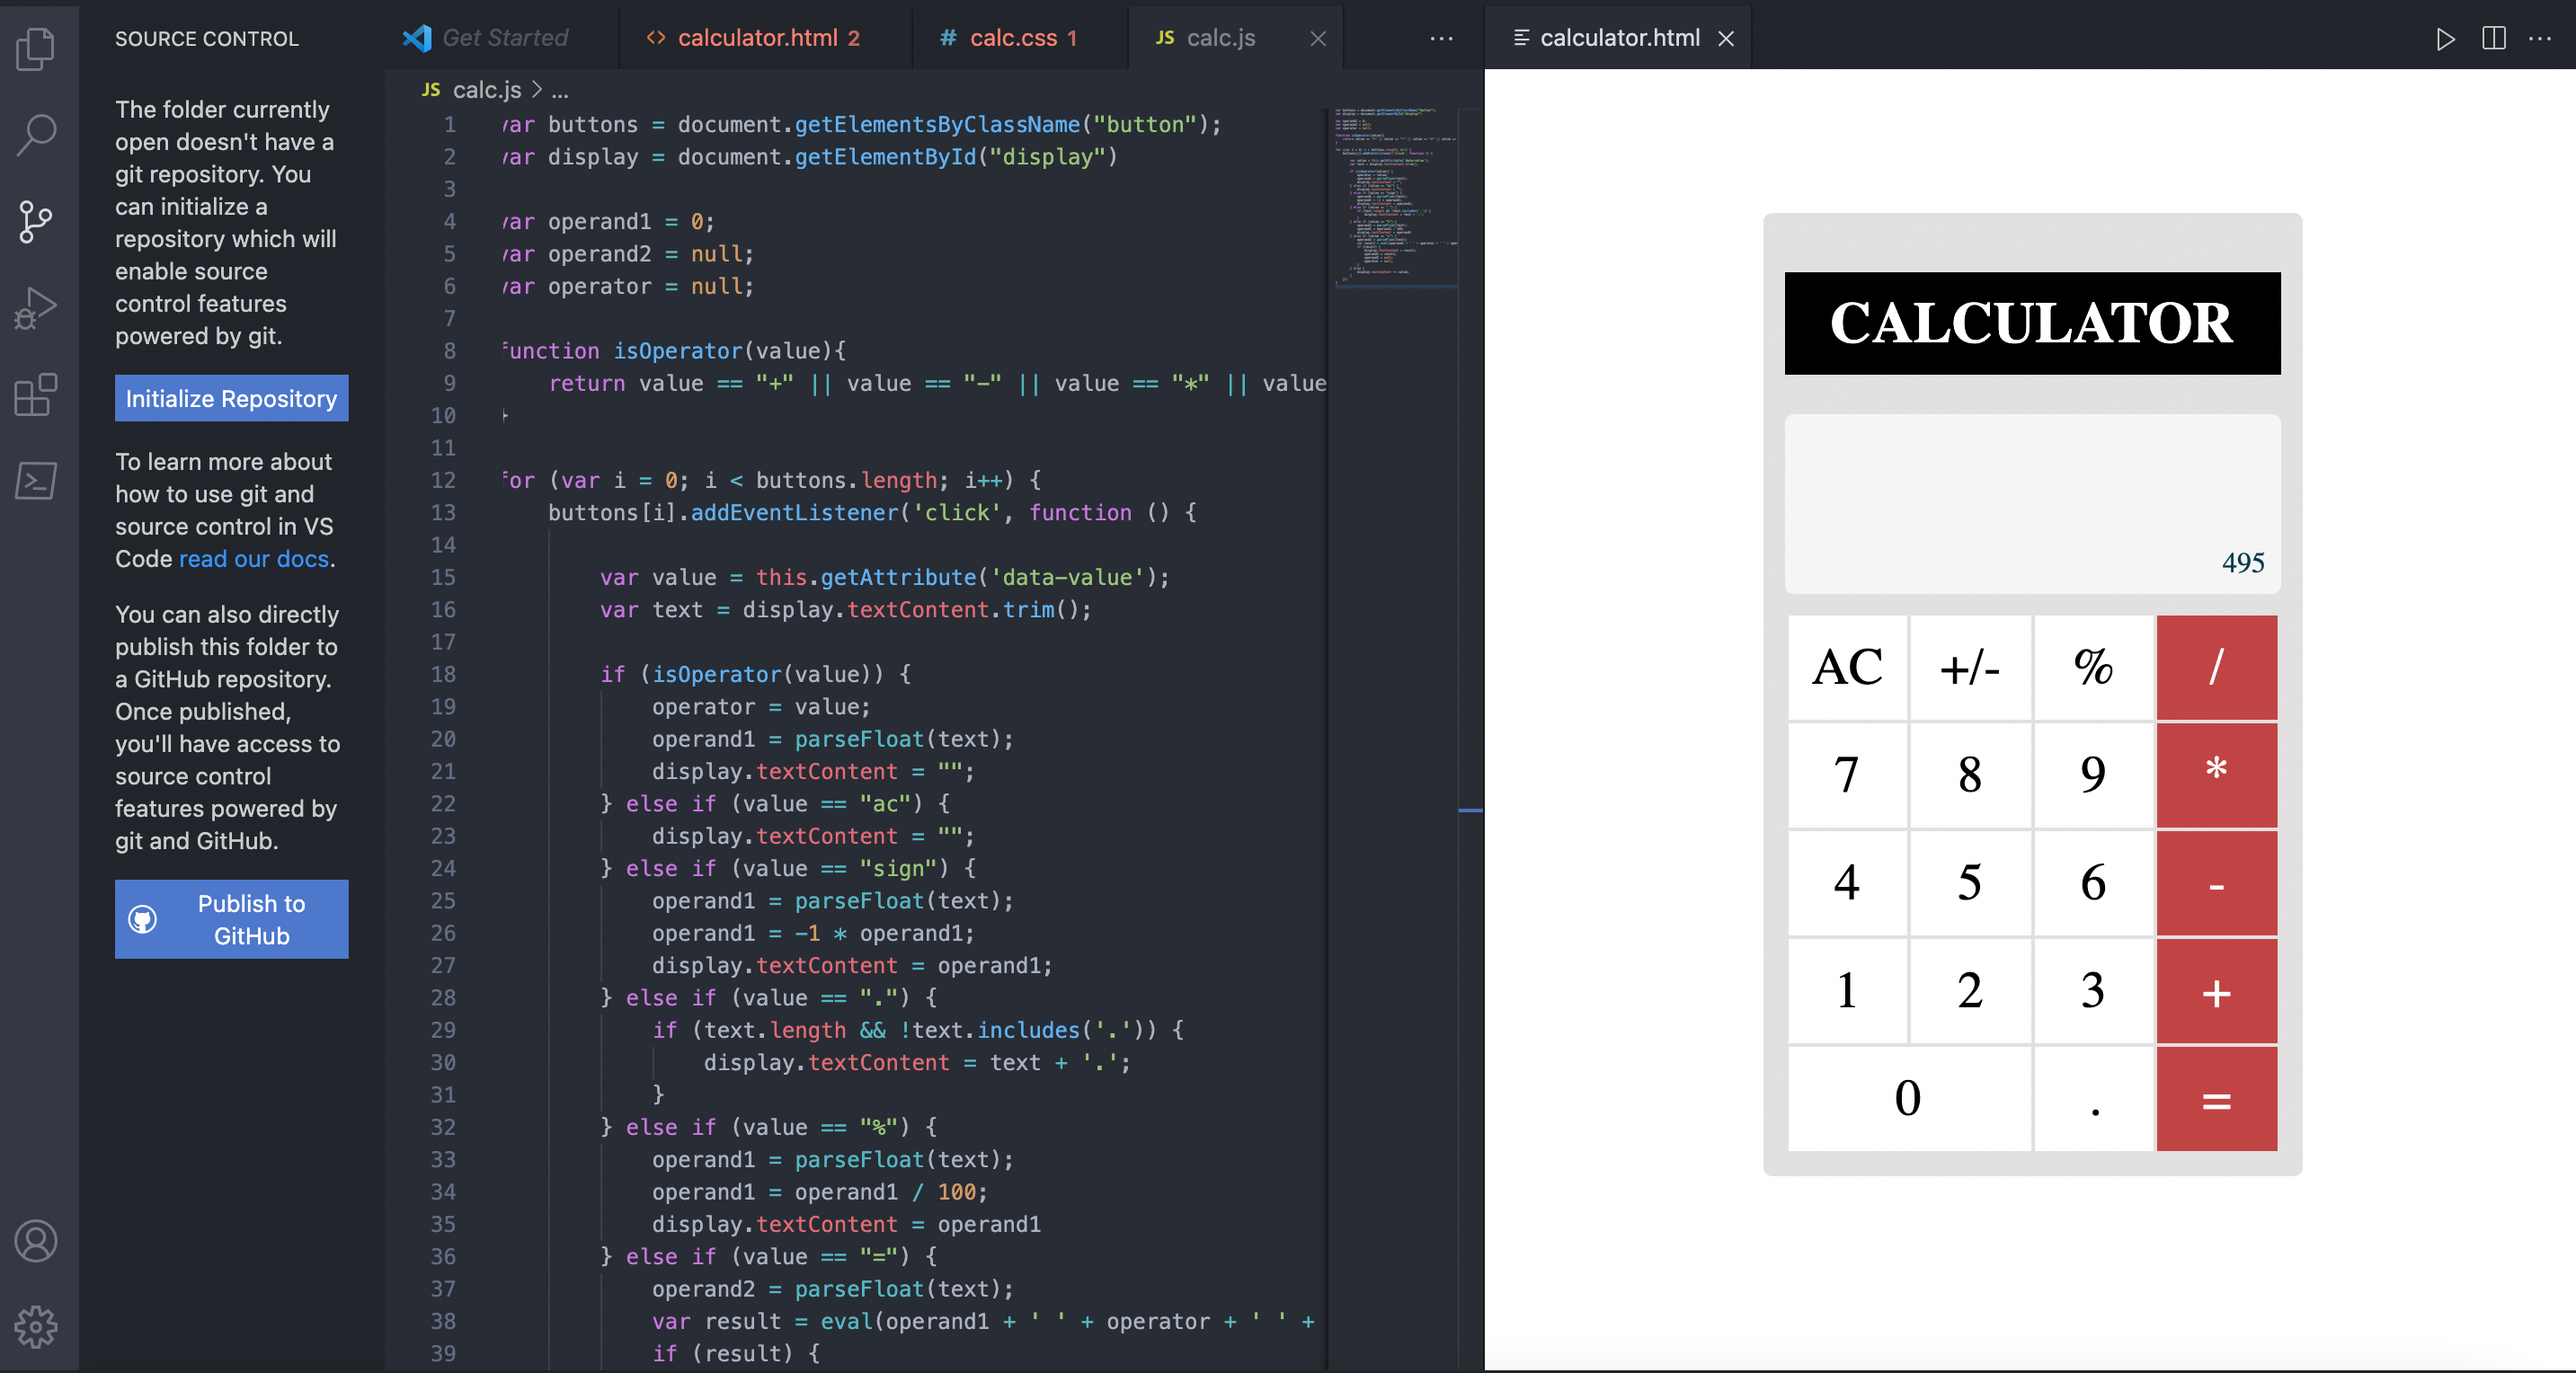 SOURCE CONTROL
The folder currently
open doesn't have a
git repository. You
can initialize a
repository which will
enable source
control features
powered by git.
Initialize Repository
To learn more about
how to use git and
source control in VS
Code read our docs.
You can also directly
publish this folder to
a GitHub repository.
Once published,
you'll have access to
source control
features powered by
git and GitHub.
Publish to
GitHub
Get Started
<> calculator.html 2
# calc.css 1
JS calc.js
JS calc.js > ...
1 var buttons = document.getElementsByClassName("button");
2 var display = document.getElementById("display")
3
4 var operand1 = 0;
5 var operand2 = null;
6 var operator = null;
7
8 function isOperator(value){
9 return value == "+" || value == "-" || value == "*" || value
10 }
11
12 for (var i = 0; i < buttons.length; i++) {
13 buttons[i].addEventListener('click', function () {
14
15 var value = this.getAttribute('data-value');
16 var text = display.textContent.trim();
17
18 if (isOperator(value)) {
19 operator = value;
20 operand1 = parseFloat(text);
21 display.textContent = "";
22 } else if (value == "ac") {
23 display.textContent = "";
24 } else if (value == "sign") {
25 operand1 = parseFloat(text);
26 operand1 = -1 * operand1;
27 display.textContent = operand1;
28 } else if (value == ".") {
29 if (text.length && !text.includes('.')) {
30 display.textContent = text + '.';
31 }
32 } else if (value == "%") {
33 operand1 = parseFloat(text);
34 operand1 = operand1 / 100;
35 display.textContent = operand1
36 } else if (value == "=") {
37 operand2 = parseFloat(text);
38 var result = eval(operand1 + ' ' + operator + ' ' +
39 if (result) {
calculator.html
CALCULATOR
495
AC +/- % /
7 8 9 *
4 5 6 -
1 2 3 +
0 . =